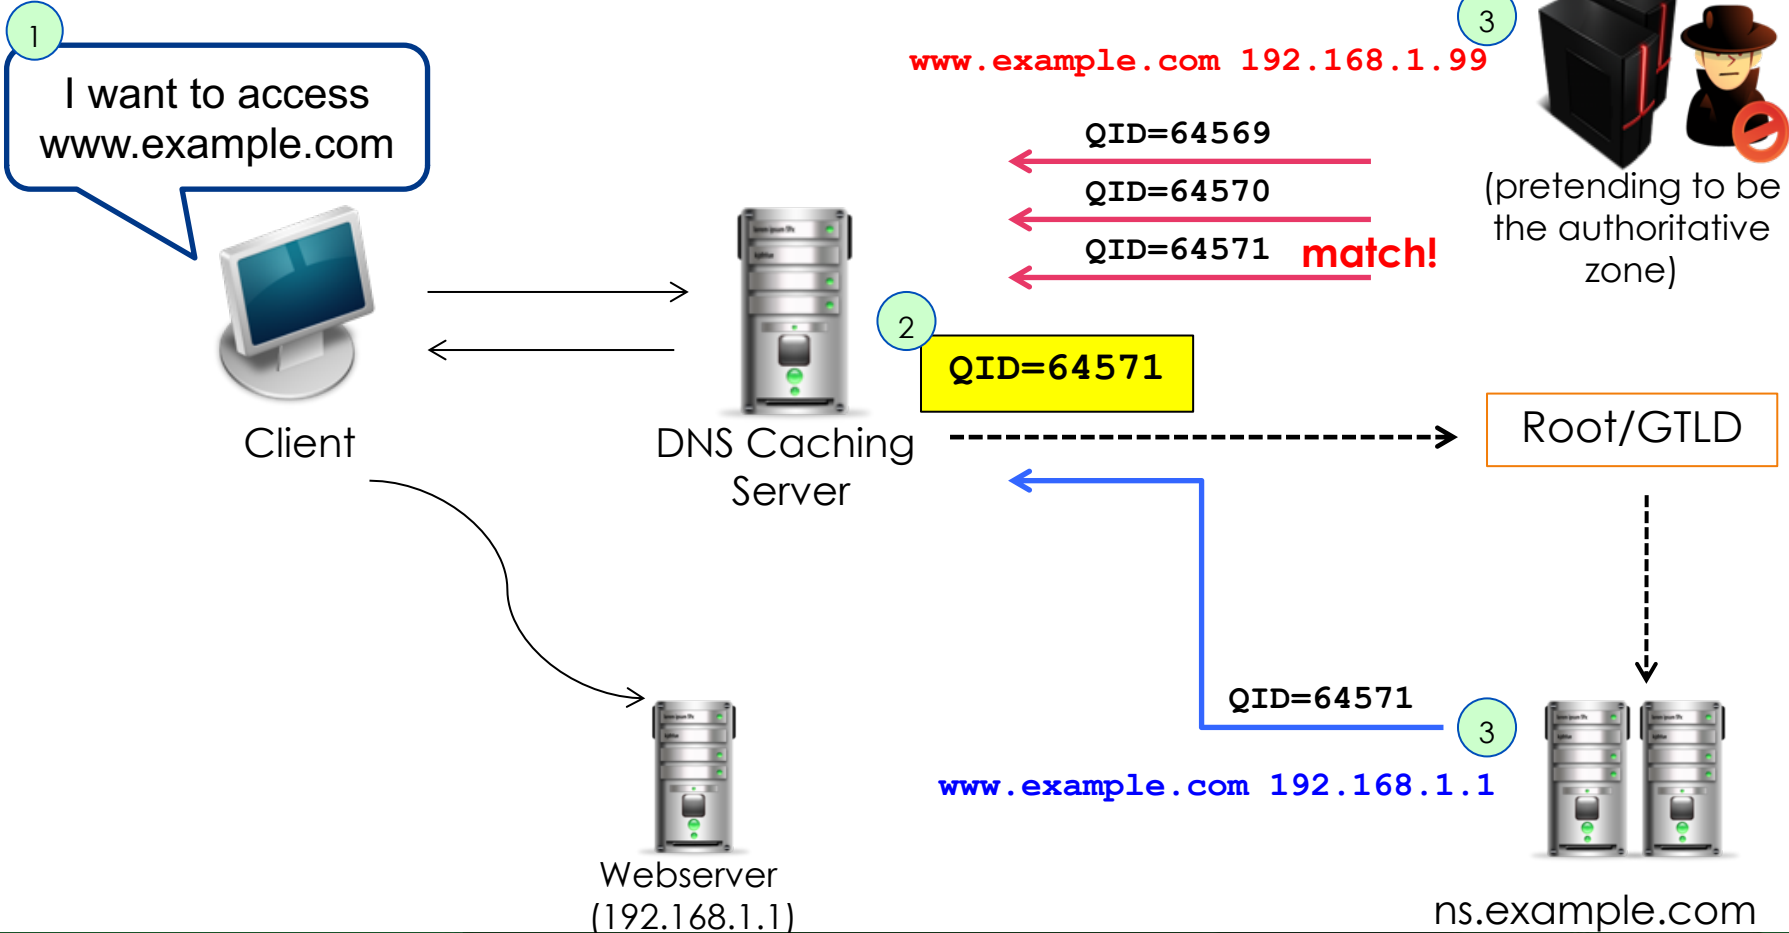 1
I want to access
www.example.com
www.example.com 192.168.1.99
3
QID=64569
QID=64570
QID=64571
match!
(pretending to be
the authoritative
zone)
2
QID=64571
Client
DNS Caching
Server
Root/GTLD
QID=64571
3
www.example.com 192.168.1.1
Webserver
(192.168.1.1)
ns.example.com